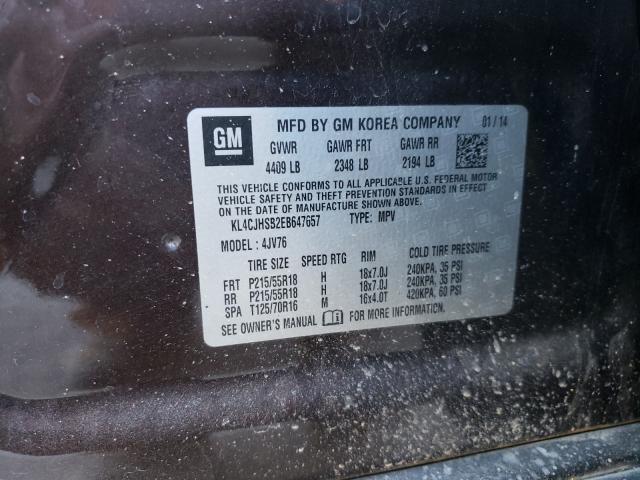 GM
MFD BY GM KOREA COMPANY 01 / 14
GVWR GAWR FRT GAWR RR
4409 LB 2348 LB 2194 LB
THIS VEHICLE CONFORMS TO ALL APPLICABLE U.S. FEDERAL MOTOR
VEHICLE SAFETY AND THEFT PREVENTION STANDARDS IN EFFECT
ON THE DATE OF MANUFACTURE SHOWN ABOVE.
KL4CJHSB2EB647657 TYPE: MPV
MODEL : 4JV76
TIRE SIZE SPEED RTG RIM COLD TIRE PRESSURE
FRT P215/55R18 H 18x7.0J 240KPA, 35 PSI
RR P215/55R18 H 18x7.0J 240KPA, 35 PSI
SPA T125/70R16 M 16x4.0T 420KPA, 60 PSI
SEE OWNER'S MANUAL FOR MORE INFORMATION.